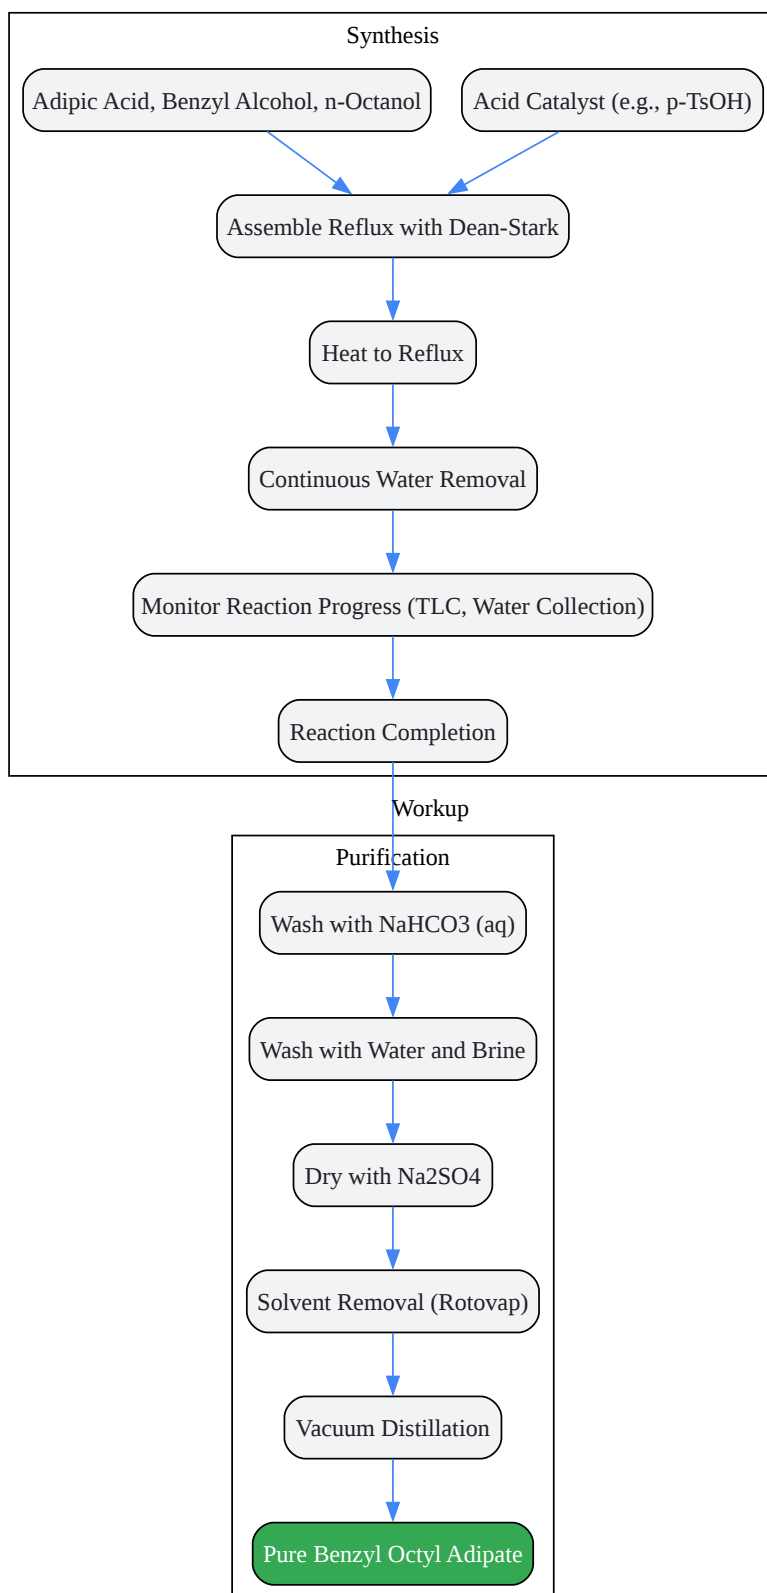 Synthesis
Adipic Acid, Benzyl Alcohol, n-Octanol
Acid Catalyst (e.g., p-TsOH)
Assemble Reflux with Dean-Stark
Heat to Reflux
Continuous Water Removal
Monitor Reaction Progress (TLC, Water Collection)
Reaction Completion
Workup
Purification
Wash with NaHCO3 (aq)
Wash with Water and Brine
Dry with Na2SO4
Solvent Removal (Rotovap)
Vacuum Distillation
Pure Benzyl Octyl Adipate